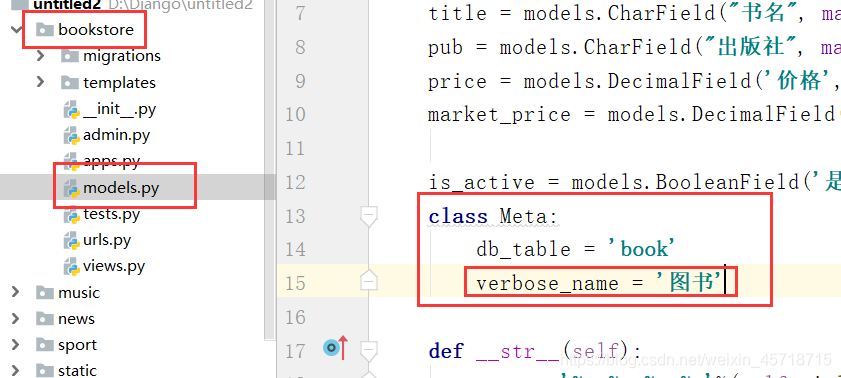 untitled2 D:\Django\untitled2
bookstore
migrations
templates
__init__.py
admin.py
apps.py
models.py
tests.py
urls.py
views.py
music
news
sport
static
7 title = models.CharField("书名", ma
8 pub = models.CharField("出版社", ma
9 price = models.DecimalField('价格',
10 market_price = models.DecimalField(
11
12 is_active = models.BooleanField('是
13 class Meta:
14 db_table = 'book'
15 verbose_name = '图书'
16
17 def __str__(self):
https://blog.csdn.net/weixin_45718715